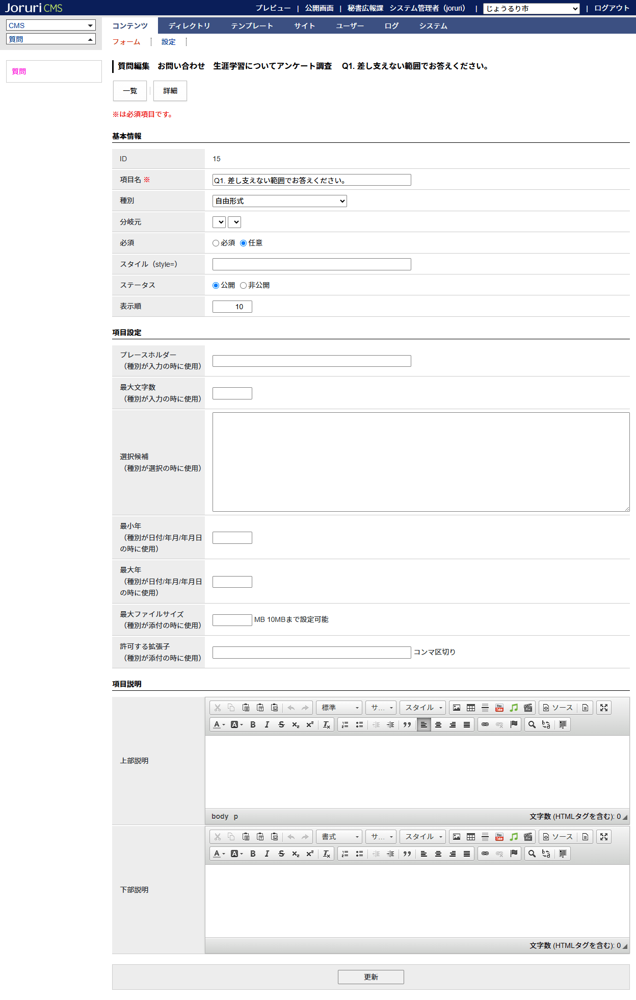 Joruri CMS
プレビュー | 公開画面 | 秘書広報課 システム管理者（joruri） | じょうるり市 | ログアウト
CMS
質問
コンテンツ ディレクトリ テンプレート サイト ユーザー ログ システム
フォーム 設定
質問
質問編集 お問い合わせ 生涯学習についてアンケート調査 Q1. 差し支えない範囲でお答えください。
一覧 詳細
※は必須項目です。
基本情報
ID 15
項目名 ※ Q1. 差し支えない範囲でお答えください。
種別 自由形式
分岐元
必須 必須 任意
スタイル（style=）
ステータス 公開 非公開
表示順 10
項目設定
プレースホルダー
（種別が入力の時に使用）
最大文字数
（種別が入力の時に使用）
選択候補
（種別が選択の時に使用）
最小年
（種別が日付/年月/年月日
の時に使用）
最大年
（種別が日付/年月/年月日
の時に使用）
最大ファイルサイズ
（種別が添付の時に使用） MB 10MBまで設定可能
許可する拡張子
（種別が添付の時に使用） コンマ区切り
項目説明
標準 サ... スタイル ソース
上部説明
body p 文字数 (HTMLタグを含む): 0
書式 サ... スタイル ソース
下部説明
文字数 (HTMLタグを含む): 0
更新